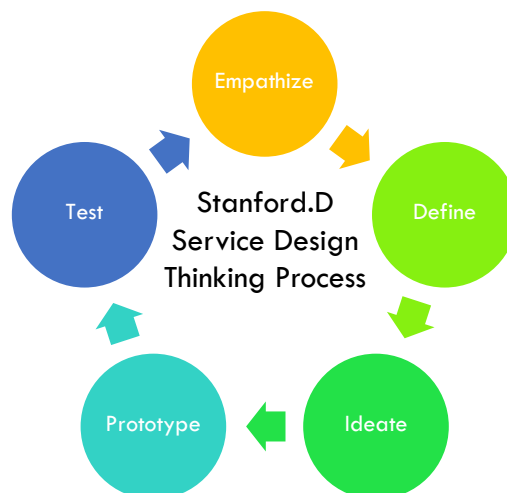 Empathize
Test
Stanford.D
Service Design
Thinking Process
Define
Prototype
Ideate